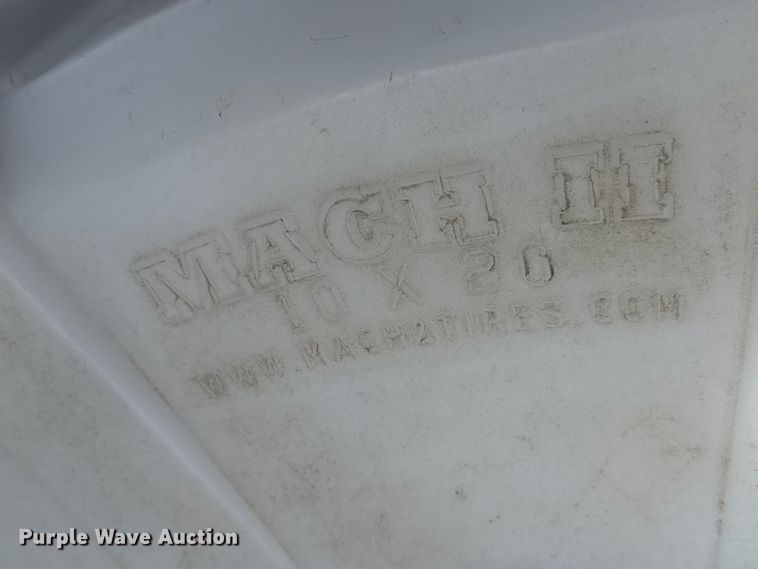 MACH II
10 X 20
WWW.MACH2TIRES.COM
Purple Wave Auction